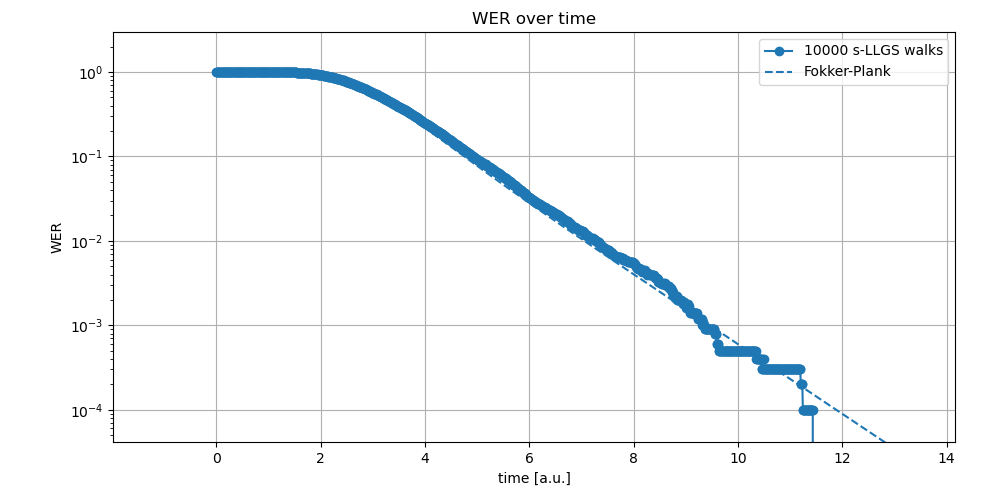 WER over time
10000 s-LLGS walks
Fokker-Plank
WER
10⁰
10⁻¹
10⁻²
10⁻³
10⁻⁴
0 2 4 6 8 10 12 14
time [a.u.]